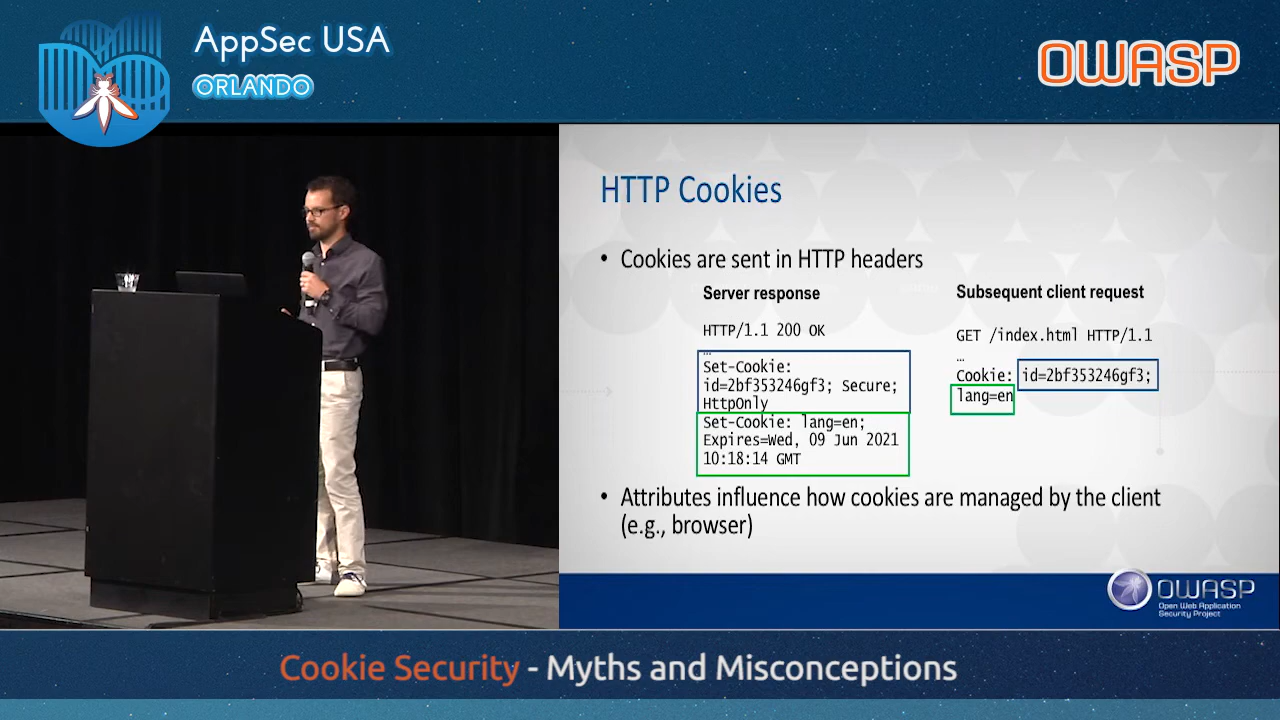 AppSec USA
ORLANDO
OWASP
HTTP Cookies
• Cookies are sent in HTTP headers
Server response
HTTP/1.1 200 OK
…
Set-Cookie:
id=2bf353246gf3; Secure;
HttpOnly
Set-Cookie: lang=en;
Expires=Wed, 09 Jun 2021
10:18:14 GMT
Subsequent client request
GET /index.html HTTP/1.1
…
Cookie: id=2bf353246gf3;
lang=en
• Attributes influence how cookies are managed by the client
(e.g., browser)
OWASP
Open Web Application
Security Project
Cookie Security - Myths and Misconceptions